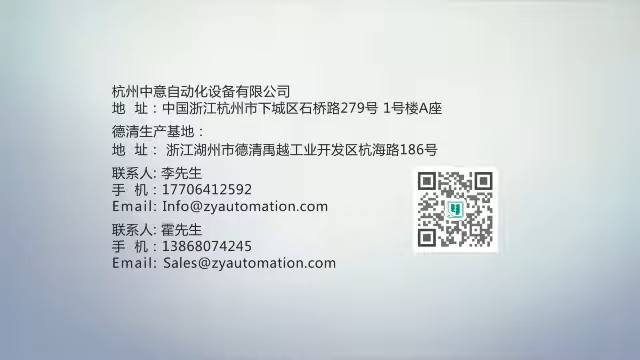 杭州中意自动化设备有限公司
地 址：中国浙江杭州市下城区石桥路279号 1号楼A座
德清生产基地：
地 址： 浙江湖州市德清禹越工业开发区杭海路186号
联系人: 李先生
手 机：17706412592
Email: Info@zyautomation.com
联系人: 霍先生
手 机：13868074245
Email: Sales@zyautomation.com